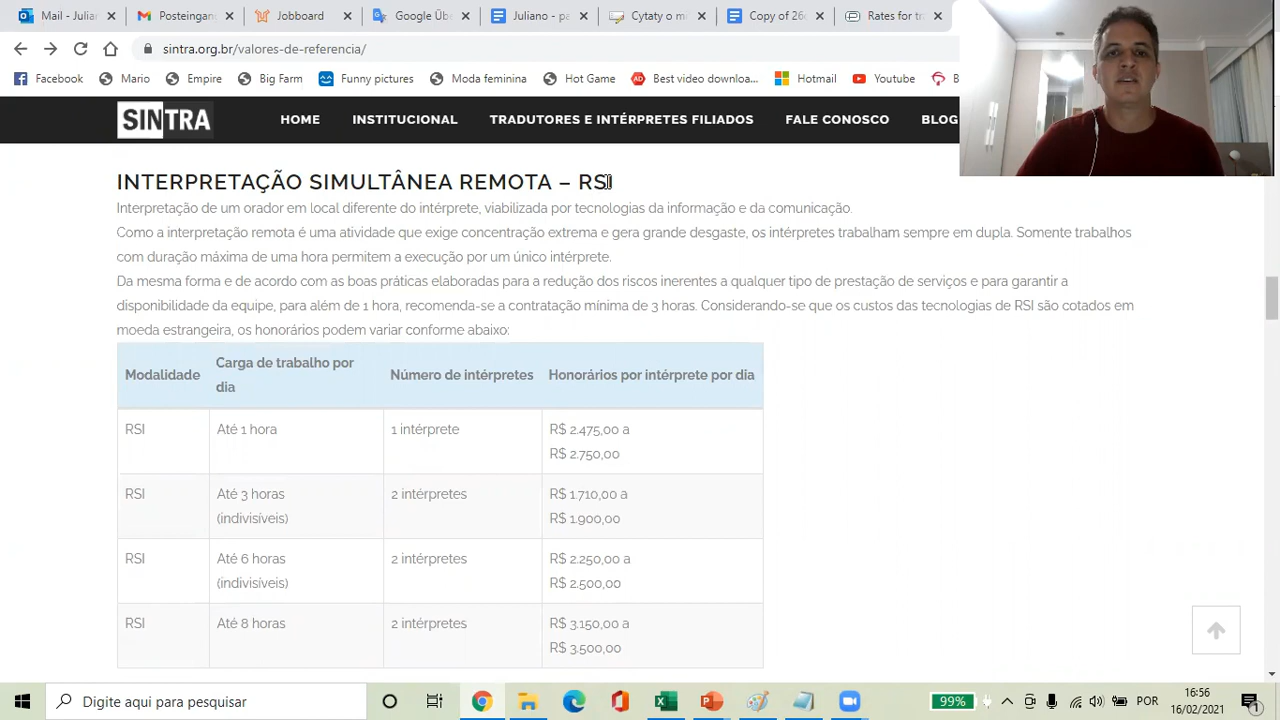 Mail - Julian
Caixa de entr
Juliano Timb
Google Übe
Juliano - pa
Cytaty o m
Copy of 26
Rates for tr
sintra.org.br/valores-de-referencia/
Facebook
Mario
Empire
Big Farm
Funny pictures
Moda feminina
Hot Game
Best video downloa...
Hotmail
YouTube
SINTRA
HOME
INSTITUCIONAL
TRADUTORES E INTÉRPRETES FILIADOS
FALE CONOSCO
BLOG
INTERPRETAÇÃO SIMULTÂNEA REMOTA – RSI
Interpretação de um orador em local diferente do intérprete, viabilizada por tecnologias da informação e da comunicação.
Como a interpretação remota é uma atividade que exige concentração extrema e gera grande desgaste, os intérpretes trabalham sempre em dupla. Somente trabalhos
com duração máxima de uma hora permitem a execução por um único intérprete.
Da mesma forma e de acordo com as boas práticas elaboradas para a redução dos riscos inerentes a qualquer tipo de prestação de serviços e para garantir a
disponibilidade da equipe, para além de 1 hora, recomenda-se a contratação mínima de 3 horas. Considerando-se que os custos das tecnologias de RSI são cotados em
moeda estrangeira, os honorários podem variar conforme abaixo:
Modalidade
Carga de trabalho por
dia
Número de intérpretes
Honorários por intérprete por dia
RSI
Até 1 hora
1 intérprete
R$ 2.475,00 a
R$ 2.750,00
RSI
Até 3 horas
(indivisíveis)
2 intérpretes
R$ 1.710,00 a
R$ 1.900,00
RSI
Até 6 horas
(indivisíveis)
2 intérpretes
R$ 2.250,00 a
R$ 2.500,00
RSI
Até 8 horas
2 intérpretes
R$ 3.150,00 a
R$ 3.500,00
Digite aqui para pesquisar
99%
POR
16:56
16/02/2021